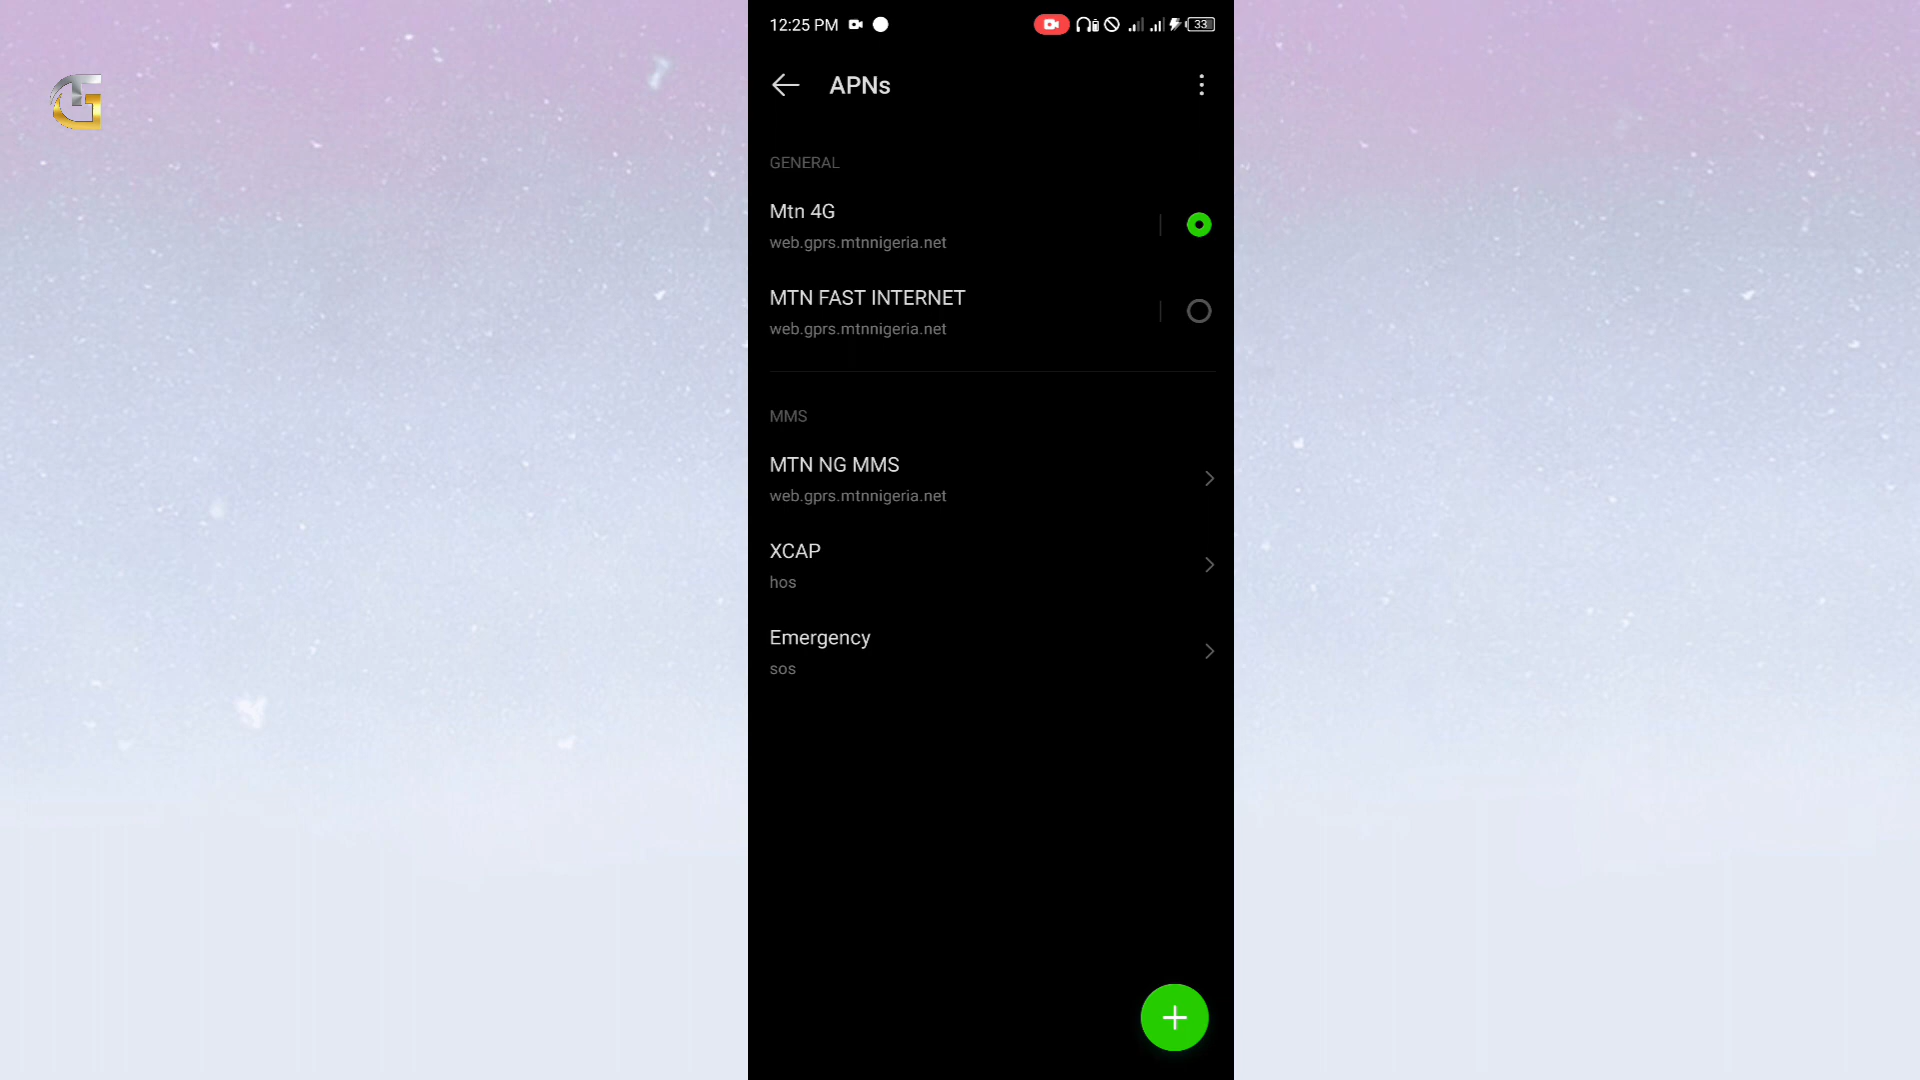 12:25 PM
33
APNs
GENERAL
Mtn 4G
web.gprs.mtnnigeria.net
MTN FAST INTERNET
web.gprs.mtnnigeria.net
MMS
MTN NG MMS
web.gprs.mtnnigeria.net
XCAP
hos
Emergency
sos